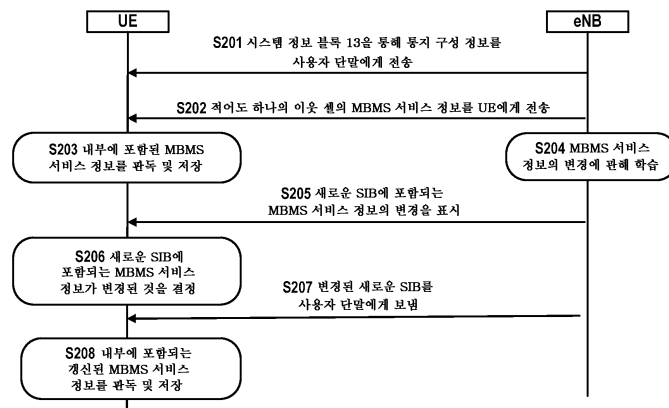 UE
eNB
S201 시스템 정보 블록 13을 통해 통지 구성 정보를
사용자 단말에게 전송
S202 적어도 하나의 이웃 셀의 MBMS 서비스 정보를 UE에게 전송
S203 내부에 포함된 MBMS
서비스 정보를 판독 및 저장
S204 MBMS 서비스
정보의 변경에 관해 학습
S205 새로운 SIB에 포함되는
MBMS 서비스 정보의 변경을 표시
S206 새로운 SIB에
포함되는 MBMS 서비스
정보가 변경된 것을 결정
S207 변경된 새로운 SIB를
사용자 단말에게 보냄
S208 내부에 포함되는
갱신된 MBMS 서비스
정보를 판독 및 저장